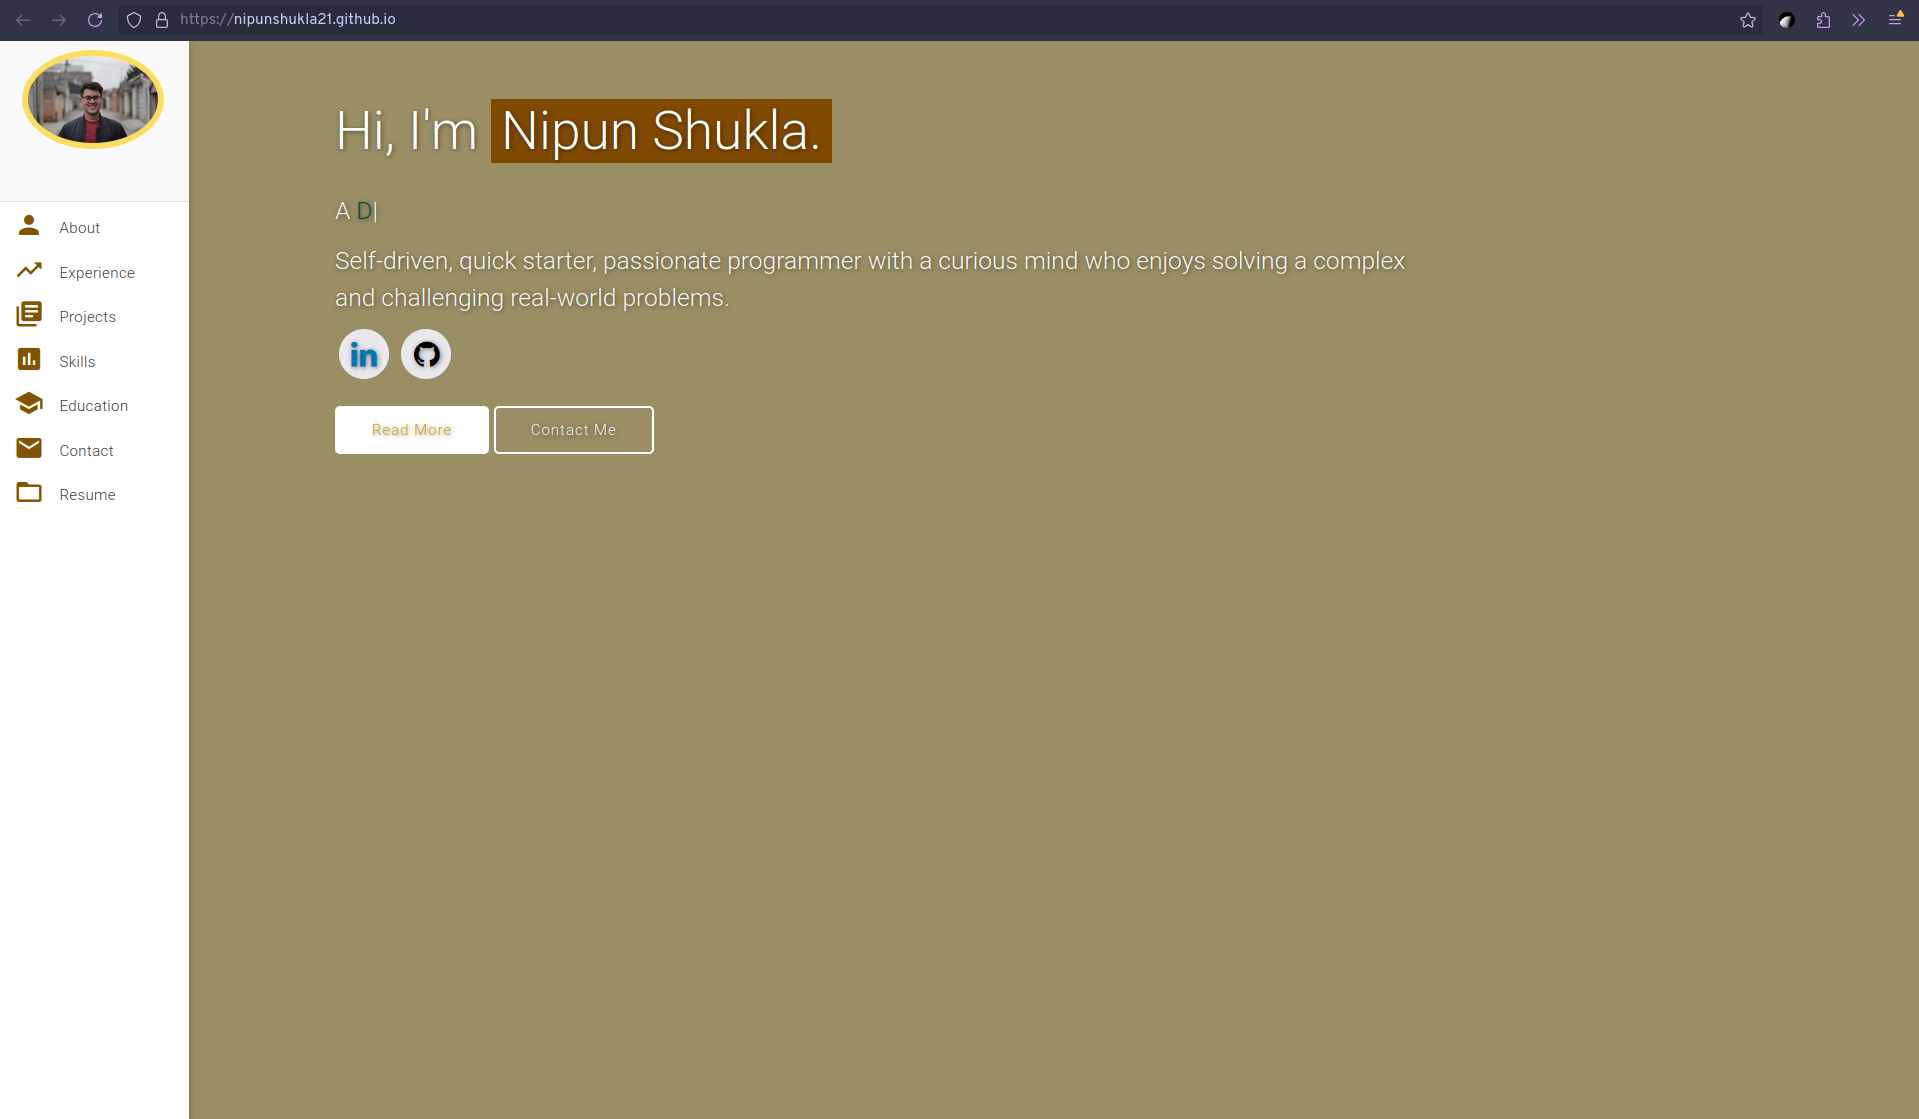 https://nipunshukla21.github.io
Hi, I'm Nipun Shukla.
A D|
Self-driven, quick starter, passionate programmer with a curious mind who enjoys solving a complex
and challenging real-world problems.
in
Read More
Contact Me
About
Experience
Projects
Skills
Education
Contact
Resume